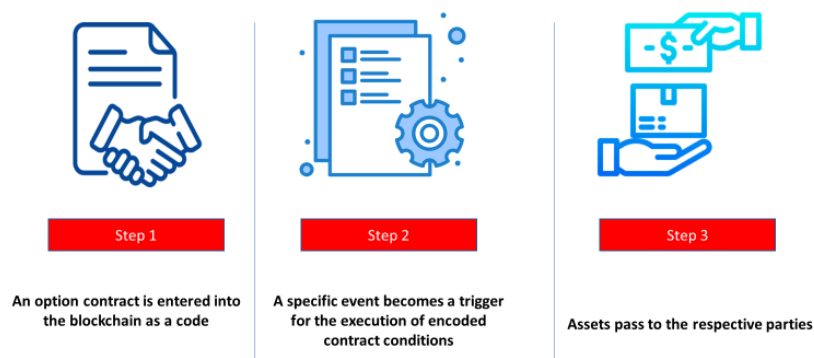 $
Step 1
Step 2
Step 3
An option contract is entered into
the blockchain as a code
A specific event becomes a trigger
for the execution of encoded
contract conditions
Assets pass to the respective parties